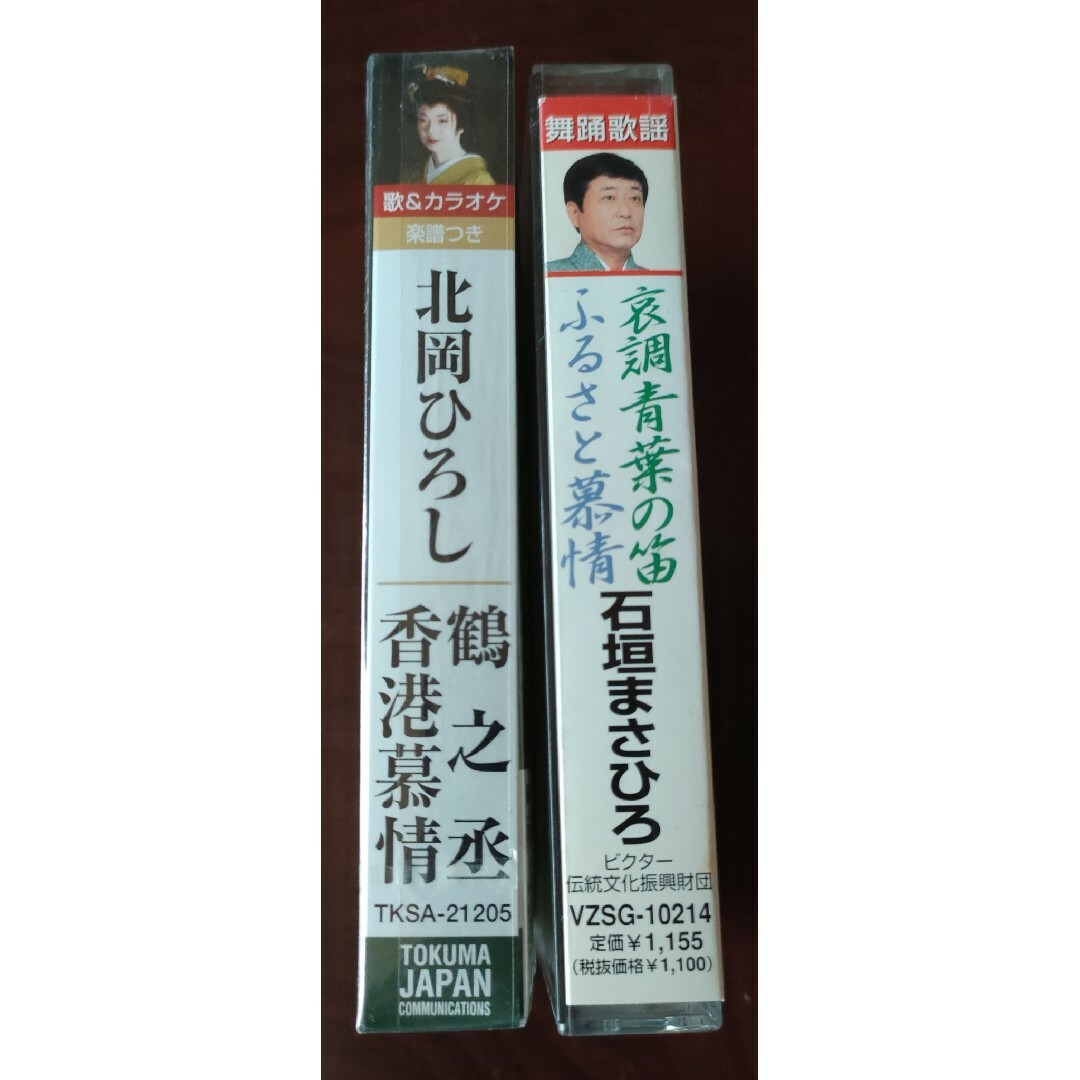 歌&カラオケ
楽譜つき
北岡ひろし
鶴之丞
香港慕情
TKSA-21205
TOKUMA
JAPAN
COMMUNICATIONS
舞踊歌謡
哀調青葉の笛
ふるさと慕情
石垣まさひろ
ビクター
伝統文化振興財団
VZSG-10214
定価¥1,155
(税抜価格¥1,100)